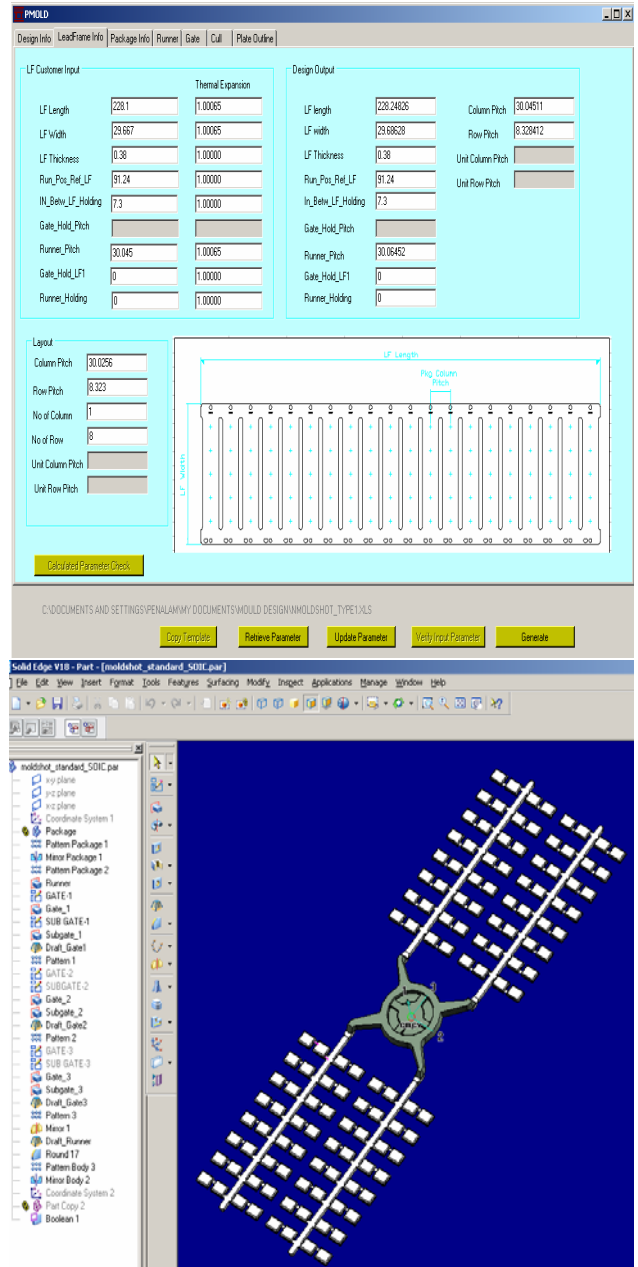 PMOLD
Design Info LeadFrame Info Package Info Runner Gate Cull Plate Outline
LF Customer Input
Thermal Expansion
LF Length 228.1 1.00065
LF Width 29.667 1.00065
LF Thickness 0.38 1.00000
Run_Pos_Ref_LF 91.24 1.00000
IN_Betw_LF_Holding 7.3 1.00000
Gate_Hold_Pitch
Runner_Pitch 30.045 1.00065
Gate_Hold_LF1 0 1.00000
Runner_Holding 0 1.00000
Design Output
LF length 228.24826 Column Pitch 30.04511
LF width 29.68628 Row Pitch 8.328412
LF Thickness 0.38 Unit Column Pitch
Run_Pos_Ref_LF 91.24 Unit Row Pitch
In_Betw_LF_Holding 7.3
Gate_Hold_Pitch
Runner_Pitch 30.06452
Gate_Hold_LF1 0
Runner_Holding 0
Layout
Column Pitch 30.0256
Row Pitch 8.323
No of Column 1
No of Row 8
Unit Column Pitch
Unit Row Pitch
LF Length
Pkg Column
Pitch
LF Width
Calculated Parameter Check
C:\DOCUMENTS AND SETTINGS\PENALAM\MY DOCUMENTS\MOULD DESIGN\NMOLDSHOT_TYPE1.XLS
Copy Template Retrieve Parameter Update Parameter Verify Input Parameter Generate
Solid Edge V18 - Part - [moldshot_standard_SOIC.par]
File Edit View Insert Format Tools Features Surfacing Modify Inspect Applications Manage Window Help
moldshot_standard_SOIC.par
x-y plane
y-z plane
x-z plane
Coordinate System 1
Package
Pattern Package 1
Mirror Package 1
Pattern Package 2
Runner
GATE-1
Gate_1
SUB GATE-1
Subgate_1
Draft_Gate1
Pattern 1
GATE-2
SUBGATE-2
Gate_2
Subgate_2
Draft_Gate2
Pattern 2
GATE-3
SUB GATE-3
Gate_3
Subgate_3
Draft_Gate3
Pattern 3
Mirror 1
Draft_Runner
Round 17
Pattern Body 3
Mirror Body 2
Coordinate System 2
Part Copy 2
Boolean 1